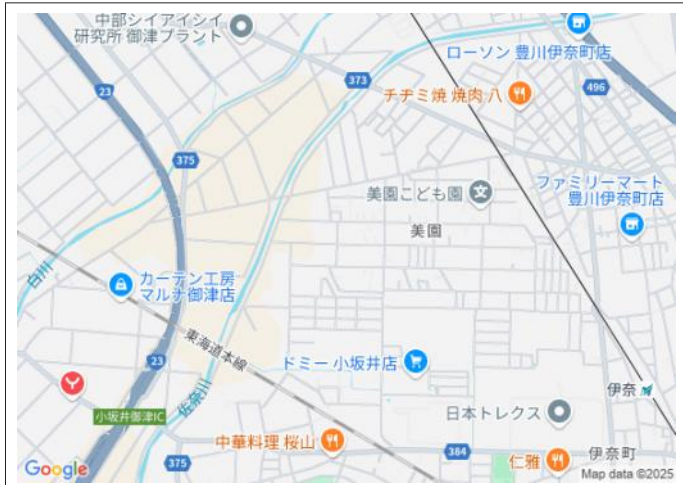 中部シイアイシイ
研究所 御津プラント
ローソン 豊川伊奈町店
373
23
チヂミ焼 焼肉 八
496
375
美園こども園
ファミリーマート
豊川伊奈町店
美園
白川
カーテン工房
マルナ御津店
東海道本線
23
ドミー 小坂井店
佐奈川
伊奈
小坂井御津IC
日本トレクス
中華料理 桜山
384
伊奈町
375
仁雅
Google
Map data ©2025